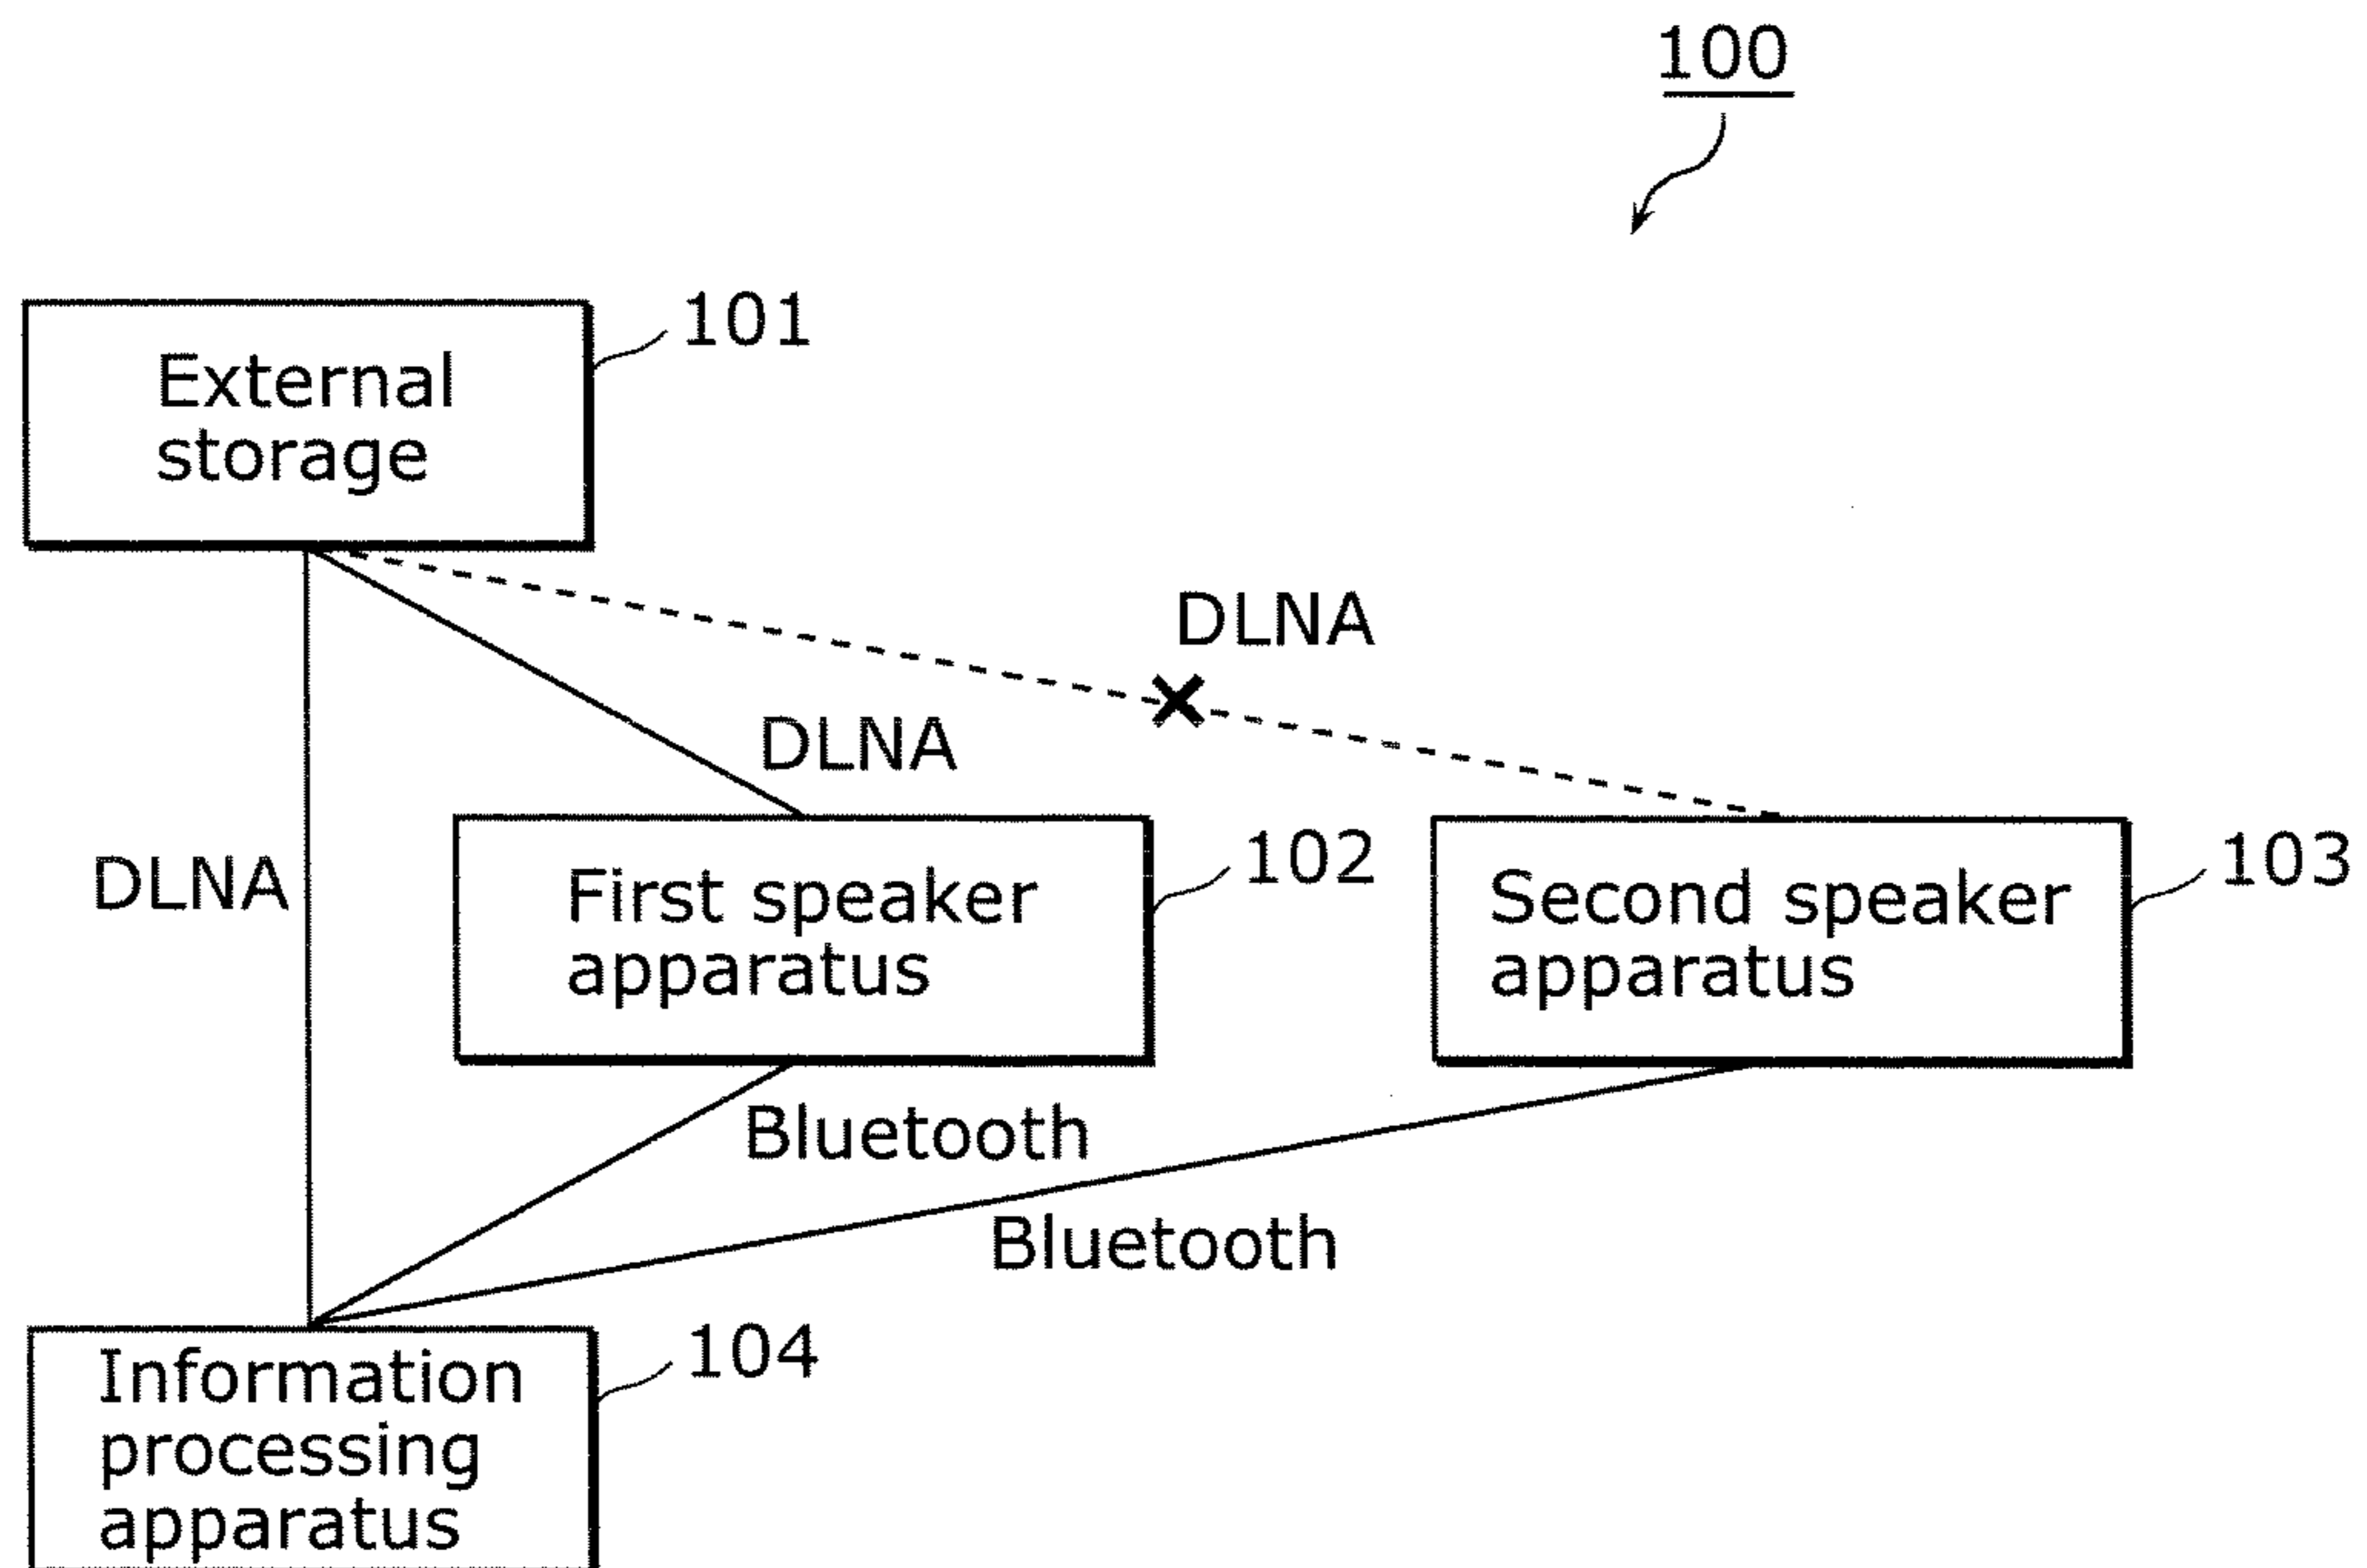 100
101
External
storage
DLNA
DLNA
DLNA
102
103
First speaker
apparatus
Second speaker
apparatus
Bluetooth
Bluetooth
104
Information
processing
apparatus